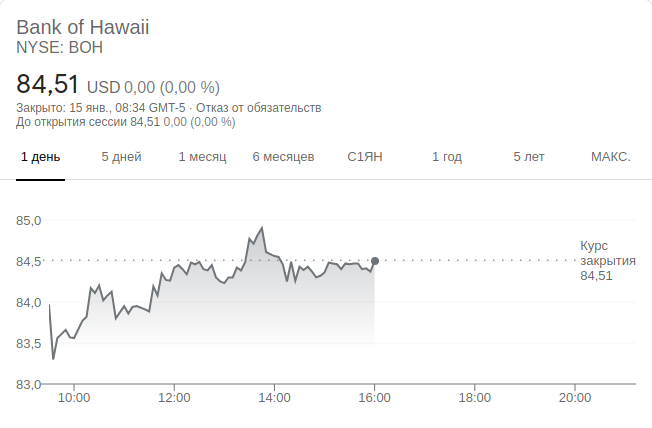 Bank of Hawaii
NYSE: BOH
84,51 USD 0,00 (0,00 %)
Закрыто: 15 янв., 08:34 GMT-5 · Отказ от обязательств
До открытия сессии 84,51 0,00 (0,00 %)
1 день 5 дней 1 месяц 6 месяцев С1ЯН 1 год 5 лет МАКС.
85,0
84,5
84,0
83,5
83,0
Курс
закрытия
84,51
10:00 12:00 14:00 16:00 18:00 20:00